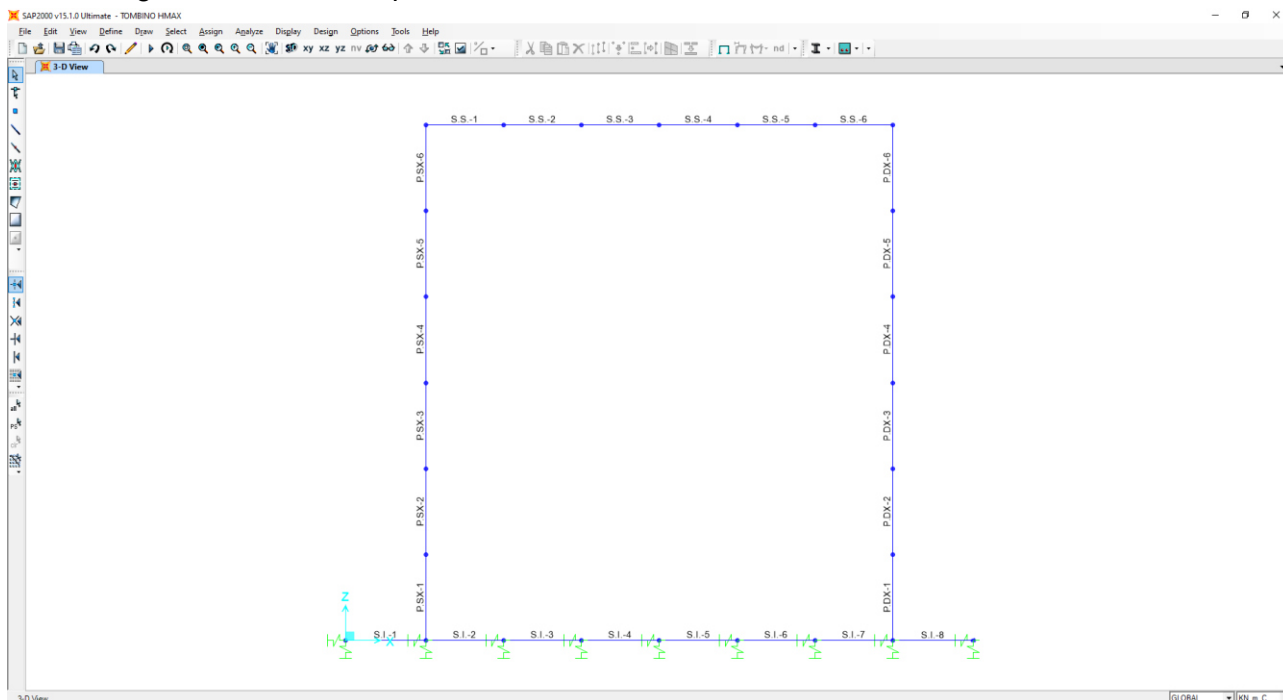 SAP2000 v15.1.0 Ultimate - TOMBINO HMAX
File Edit View Define Draw Select Assign Analyze Display Design Options Tools Help
3D xy xz yz nv nd
3-D View
S.S.-1 S.S.-2 S.S.-3 S.S.-4 S.S.-5 S.S.-6
P.SX-6 P.DX-6
P.SX-5 P.DX-5
P.SX-4 P.DX-4
P.SX-3 P.DX-3
P.SX-2 P.DX-2
P.SX-1 P.DX-1
Z
X
S.I.-1 S.I.-2 S.I.-3 S.I.-4 S.I.-5 S.I.-6 S.I.-7 S.I.-8
3-D View GLOBAL KN, m, C